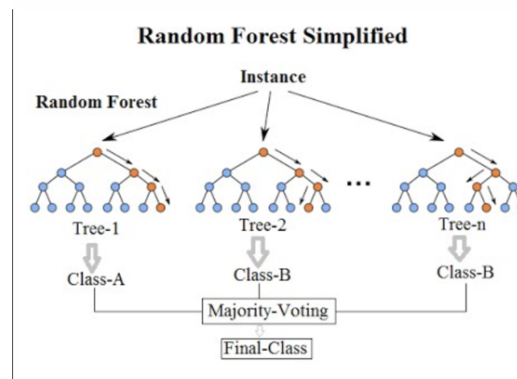 Random Forest Simplified
Instance
Random Forest
...
Tree-1
Tree-2
Tree-n
Class-A
Class-B
Class-B
Majority-Voting
Final-Class